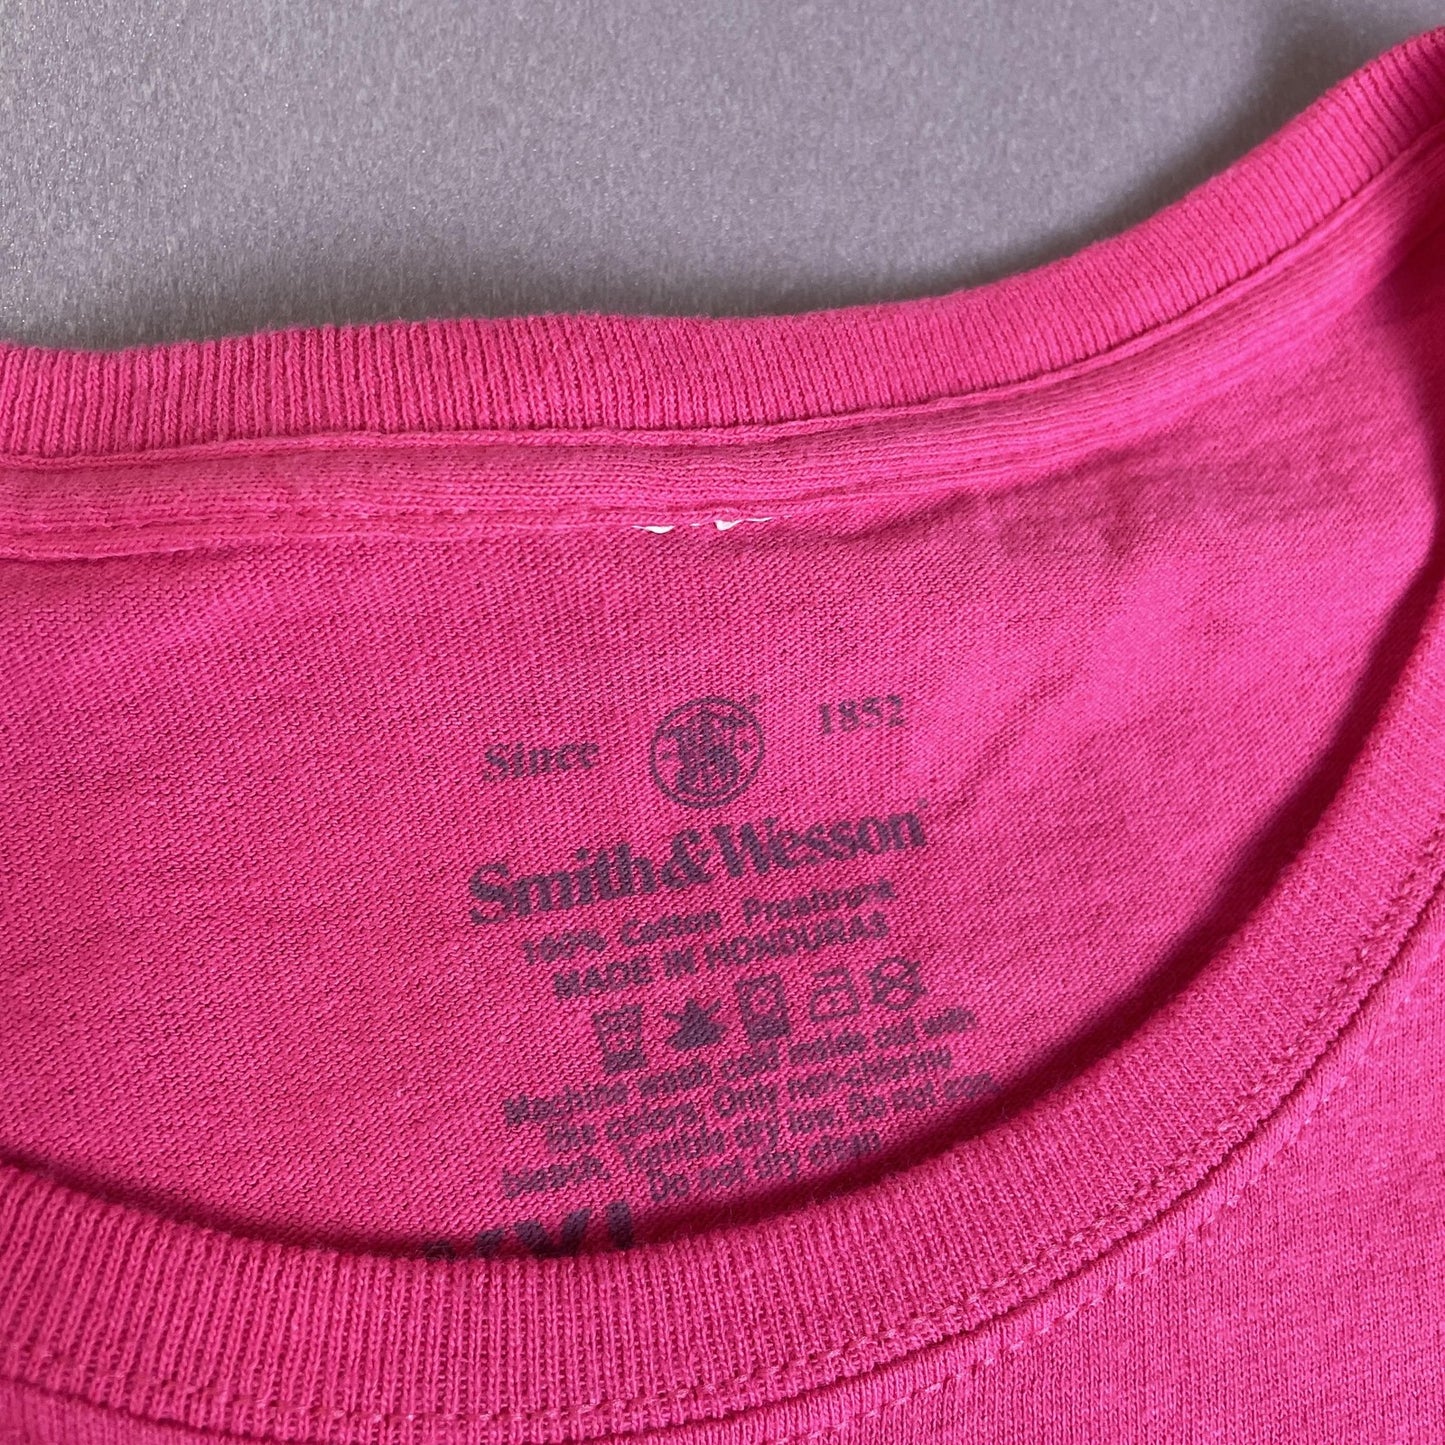 Since 1852
Smith & Wesson
100% Cotton Preshrunk
MADE IN HONDURAS
Machine wash cold inside out with
like colors. Only non-chlorine
bleach. Tumble dry low. Do not iron.
Do not dry clean.